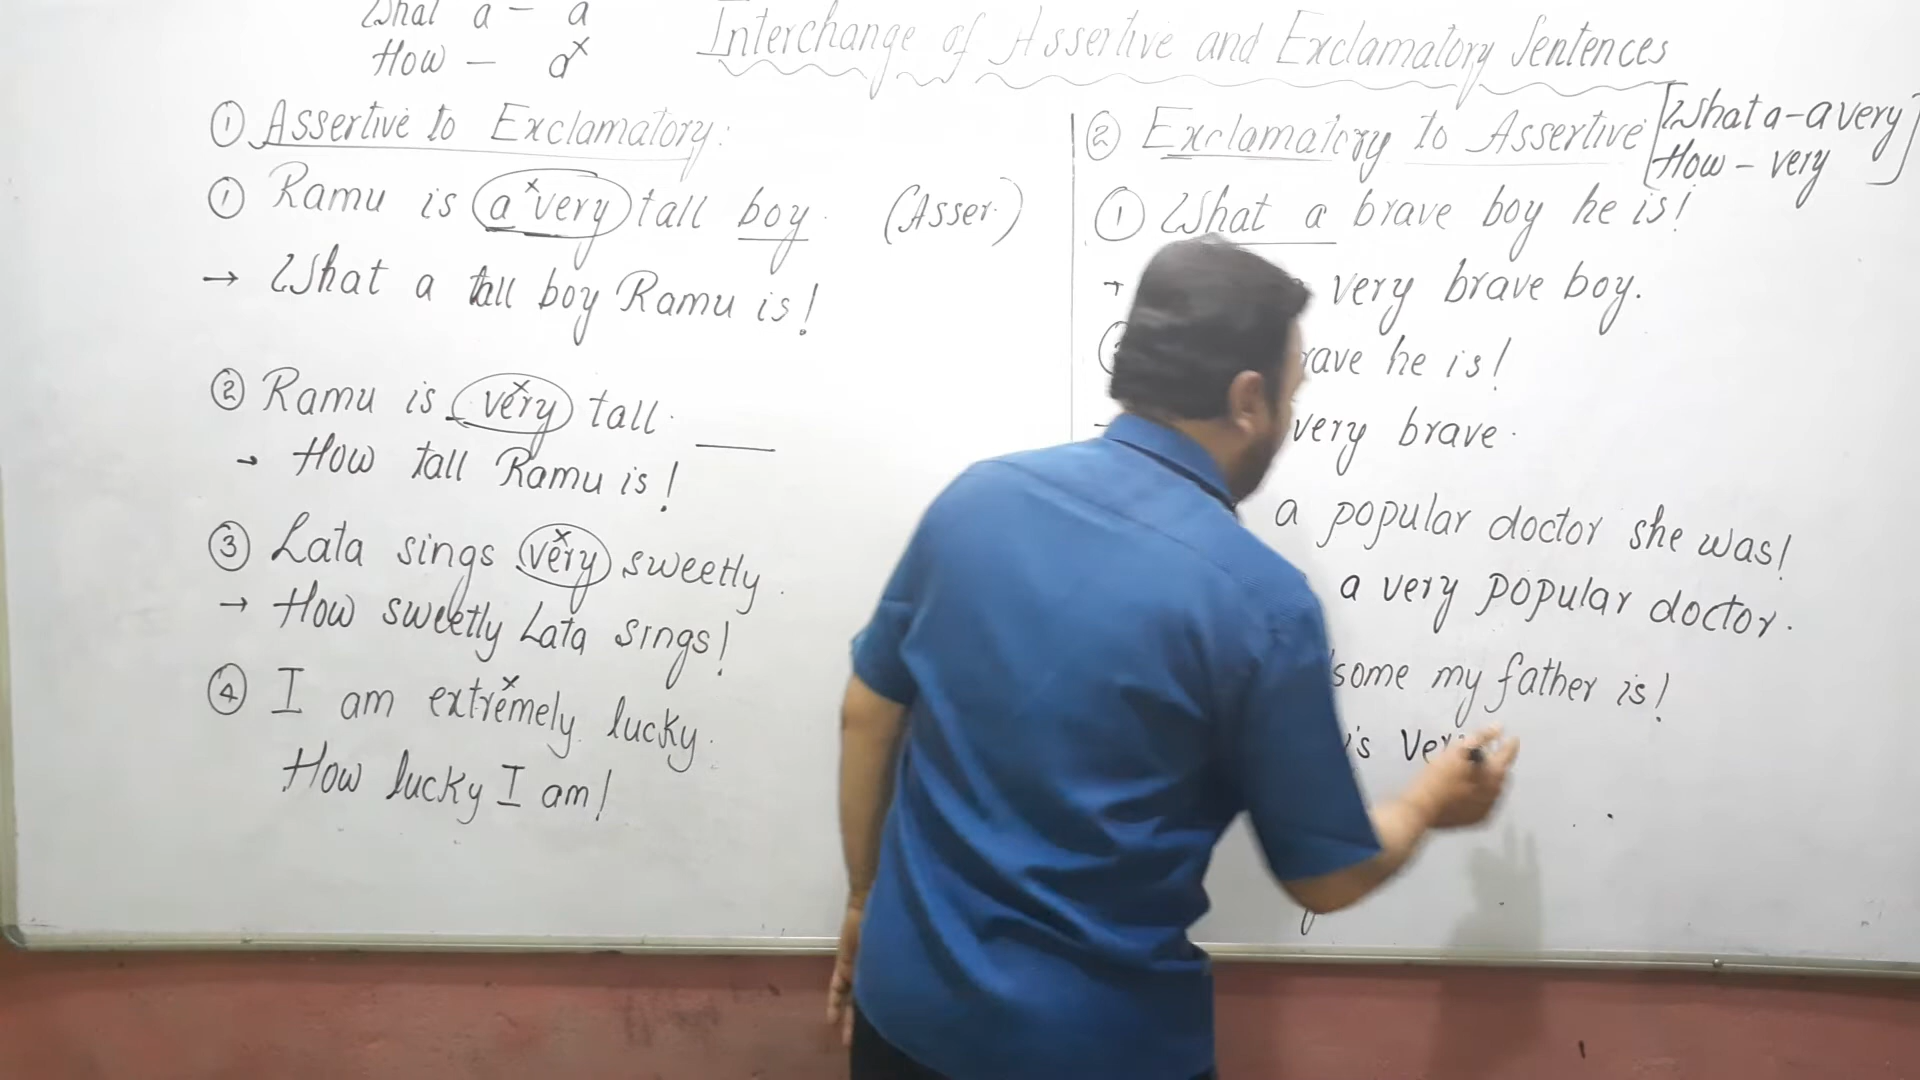 What a - a
How - a
Interchange of Assertive and Exclamatory Sentences
① Assertive to Exclamatory:
① Ramu is a very tall boy. (Asser.)
→ What a tall boy Ramu is!
② Ramu is very tall.
→ How tall Ramu is!
③ Lata sings very sweetly.
→ How sweetly Lata sings!
④ I am extremely lucky.
How lucky I am!
② Exclamatory to Assertive [What a - a very
How - very]
① What a brave boy he is!
→ very brave boy.
he is!
very brave.
a popular doctor she was!
a very popular doctor.
my father is!